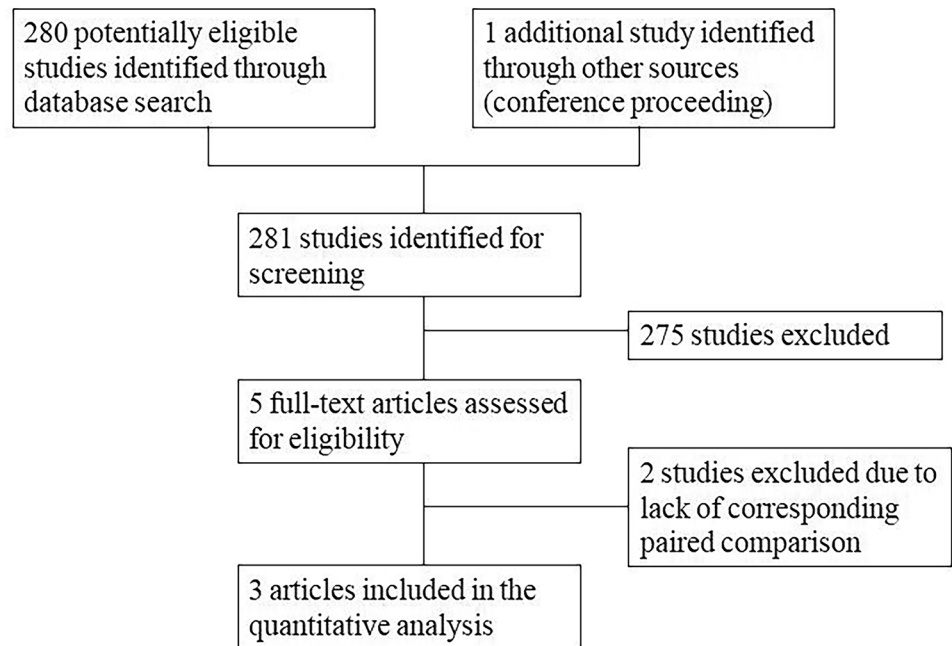 280 potentially eligible
studies identified through
database search
1 additional study identified
through other sources
(conference proceeding)
281 studies identified for
screening
275 studies excluded
5 full-text articles assessed
for eligibility
2 studies excluded due to
lack of corresponding
paired comparison
3 articles included in the
quantitative analysis